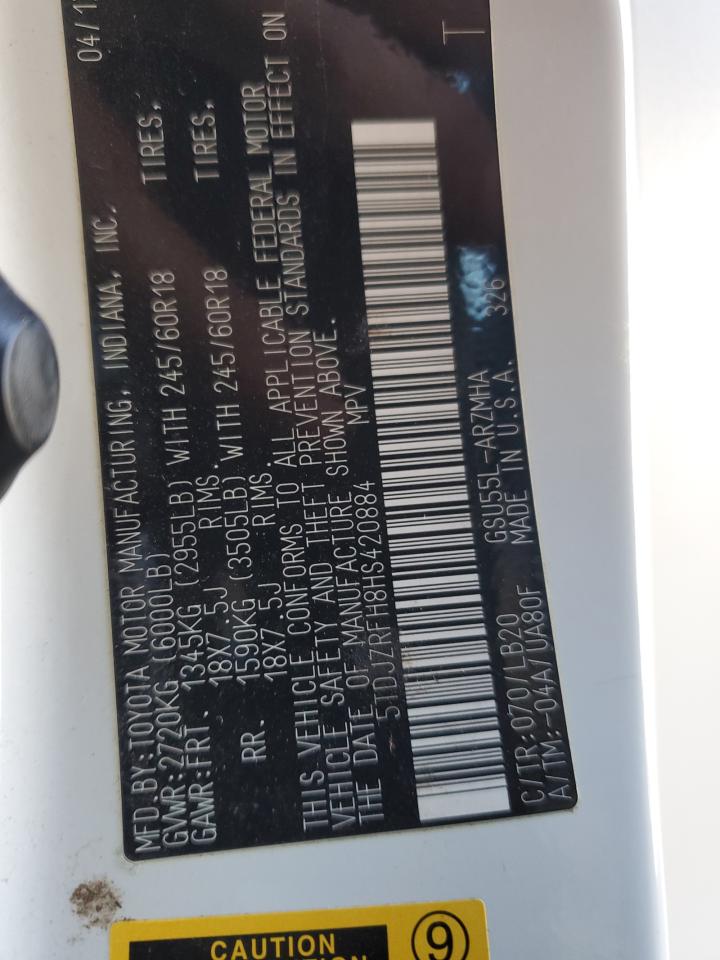 MFD.BY:TOYOTA MOTOR MANUFACTURING, INDIANA, INC. 04/1
GVWR:2720KG (6000LB)
GAWR:FRT. 1345KG (2955LB) WITH 245/60R18 TIRES,
18X7.5J RIMS.
RR. 1590KG (3505LB) WITH 245/60R18 TIRES,
18X7.5J RIMS.
THIS VEHICLE CONFORMS TO ALL APPLICABLE FEDERAL MOTOR
VEHICLE SAFETY AND THEFT PREVENTION STANDARDS IN EFFECT ON
THE DATE OF MANUFACTURE SHOWN ABOVE.
5TDJZRFH8HS420884 MPV
C/TR:070/LB20 GSU55L-ARZMHA 326 T
A/TM:-04A/UA80F MADE IN U.S.A.
CAUTION
9